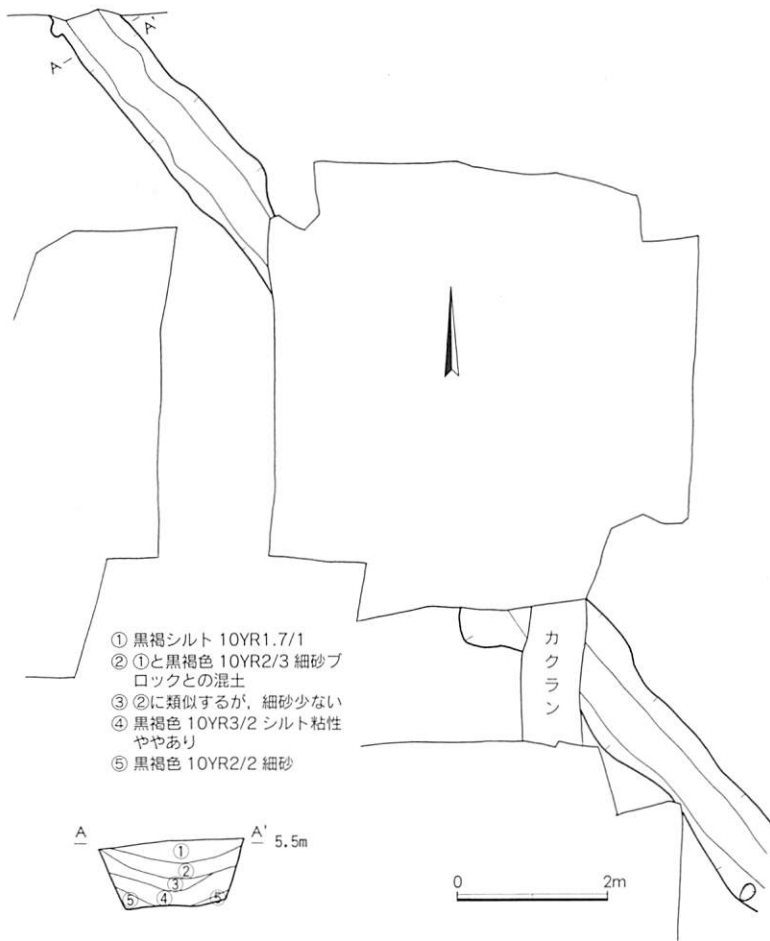 A'
A
① 黒褐シルト 10YR1.7/1
② ①と黒褐色 10YR2/3 細砂ブ
ロックとの混土
③ ②に類似するが，細砂少ない
④ 黒褐色 10YR3/2 シルト粘性
ややあり
⑤ 黒褐色 10YR2/2 細砂
カクラン
A
A' 5.5m
①
②
③
⑤ ④ ⑤
0 2m